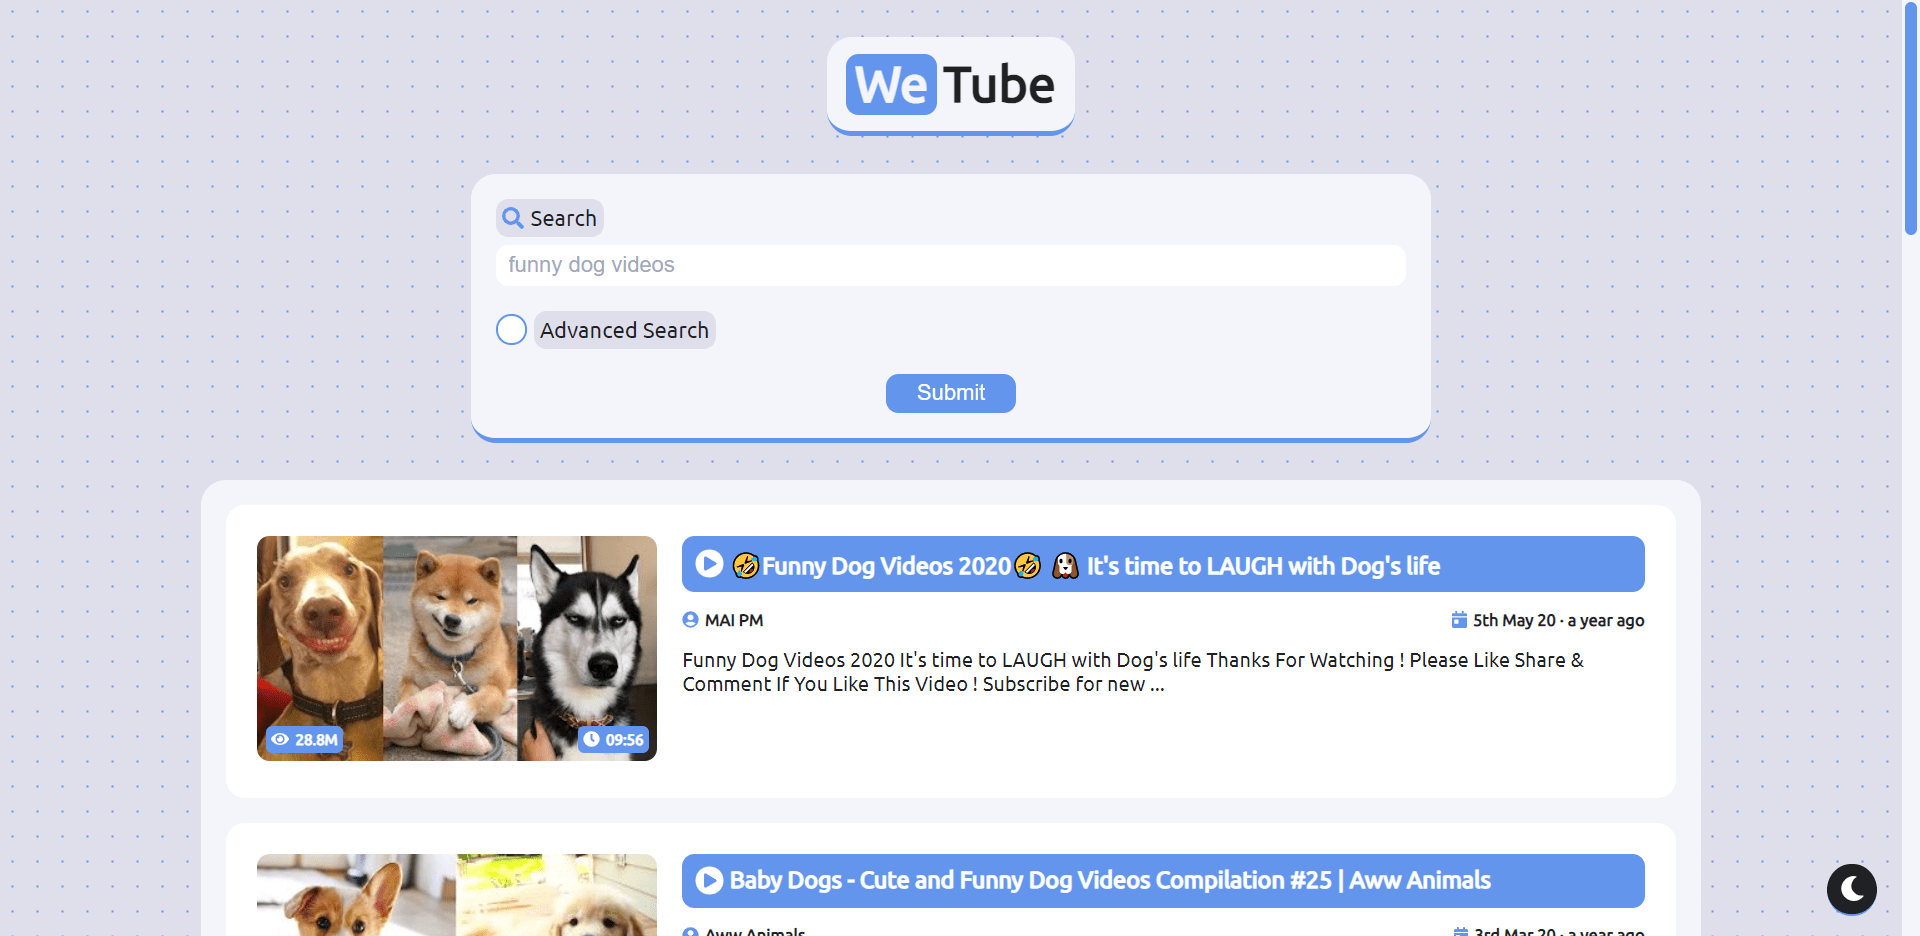 We Tube
Search
funny dog videos
Advanced Search
Submit
🤣Funny Dog Videos 2020🤣 🐶 It's time to LAUGH with Dog's life
MAI PM
5th May 20 · a year ago
Funny Dog Videos 2020 It's time to LAUGH with Dog's life Thanks For Watching ! Please Like Share &
Comment If You Like This Video ! Subscribe for new ...
28.8M
09:56
Baby Dogs - Cute and Funny Dog Videos Compilation #25 | Aww Animals
Aww Animals
3rd Mar 20 · a year ago